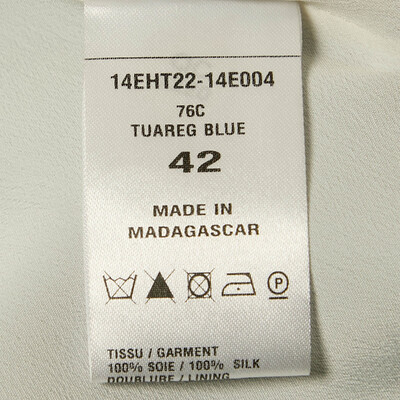 14EHT22-14E004
76C
TUAREG BLUE
42
MADE IN
MADAGASCAR
P
TISSU / GARMENT
100% SOIE / 100% SILK
DOUBLURE / LINING